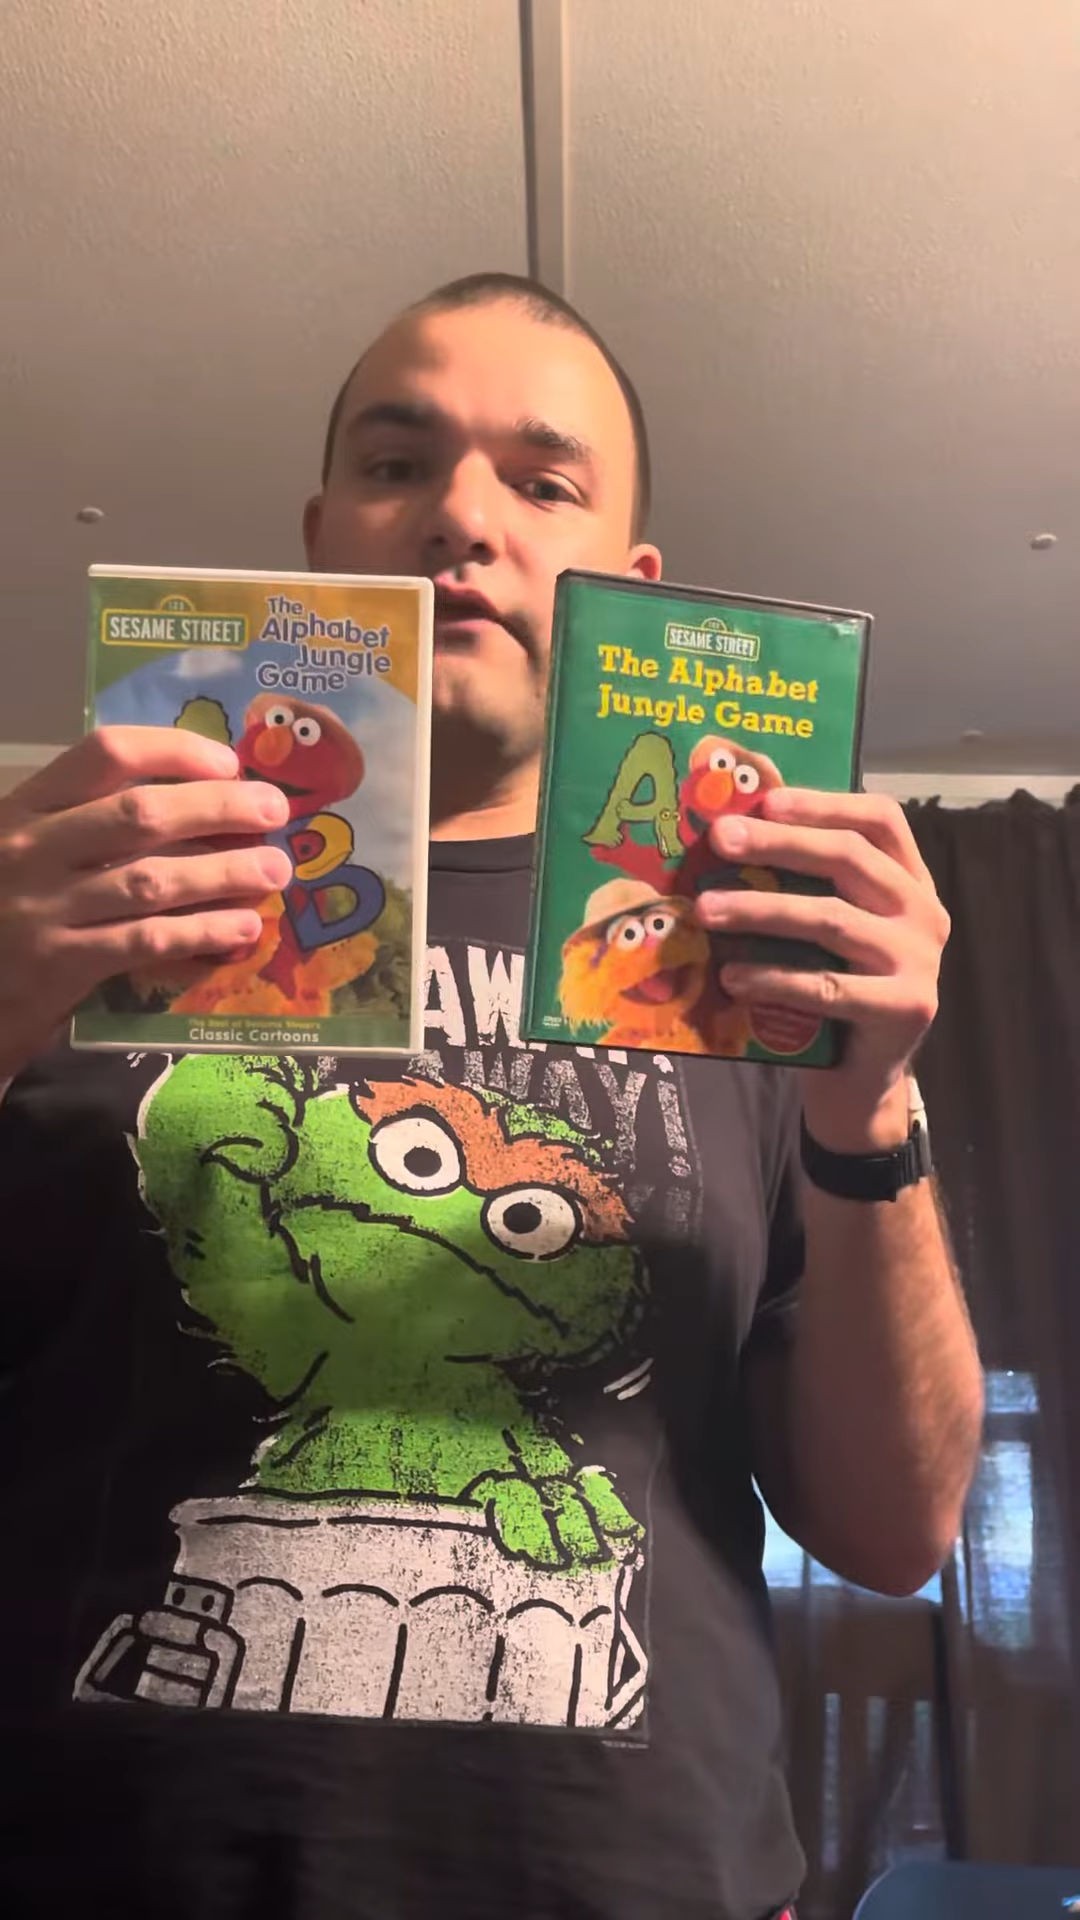 123
SESAME STREET
The
Alphabet
Jungle
Game
The Best of Sesame Street's
Classic Cartoons
SESAME STREET
The Alphabet
Jungle Game
A
D
AWAY!